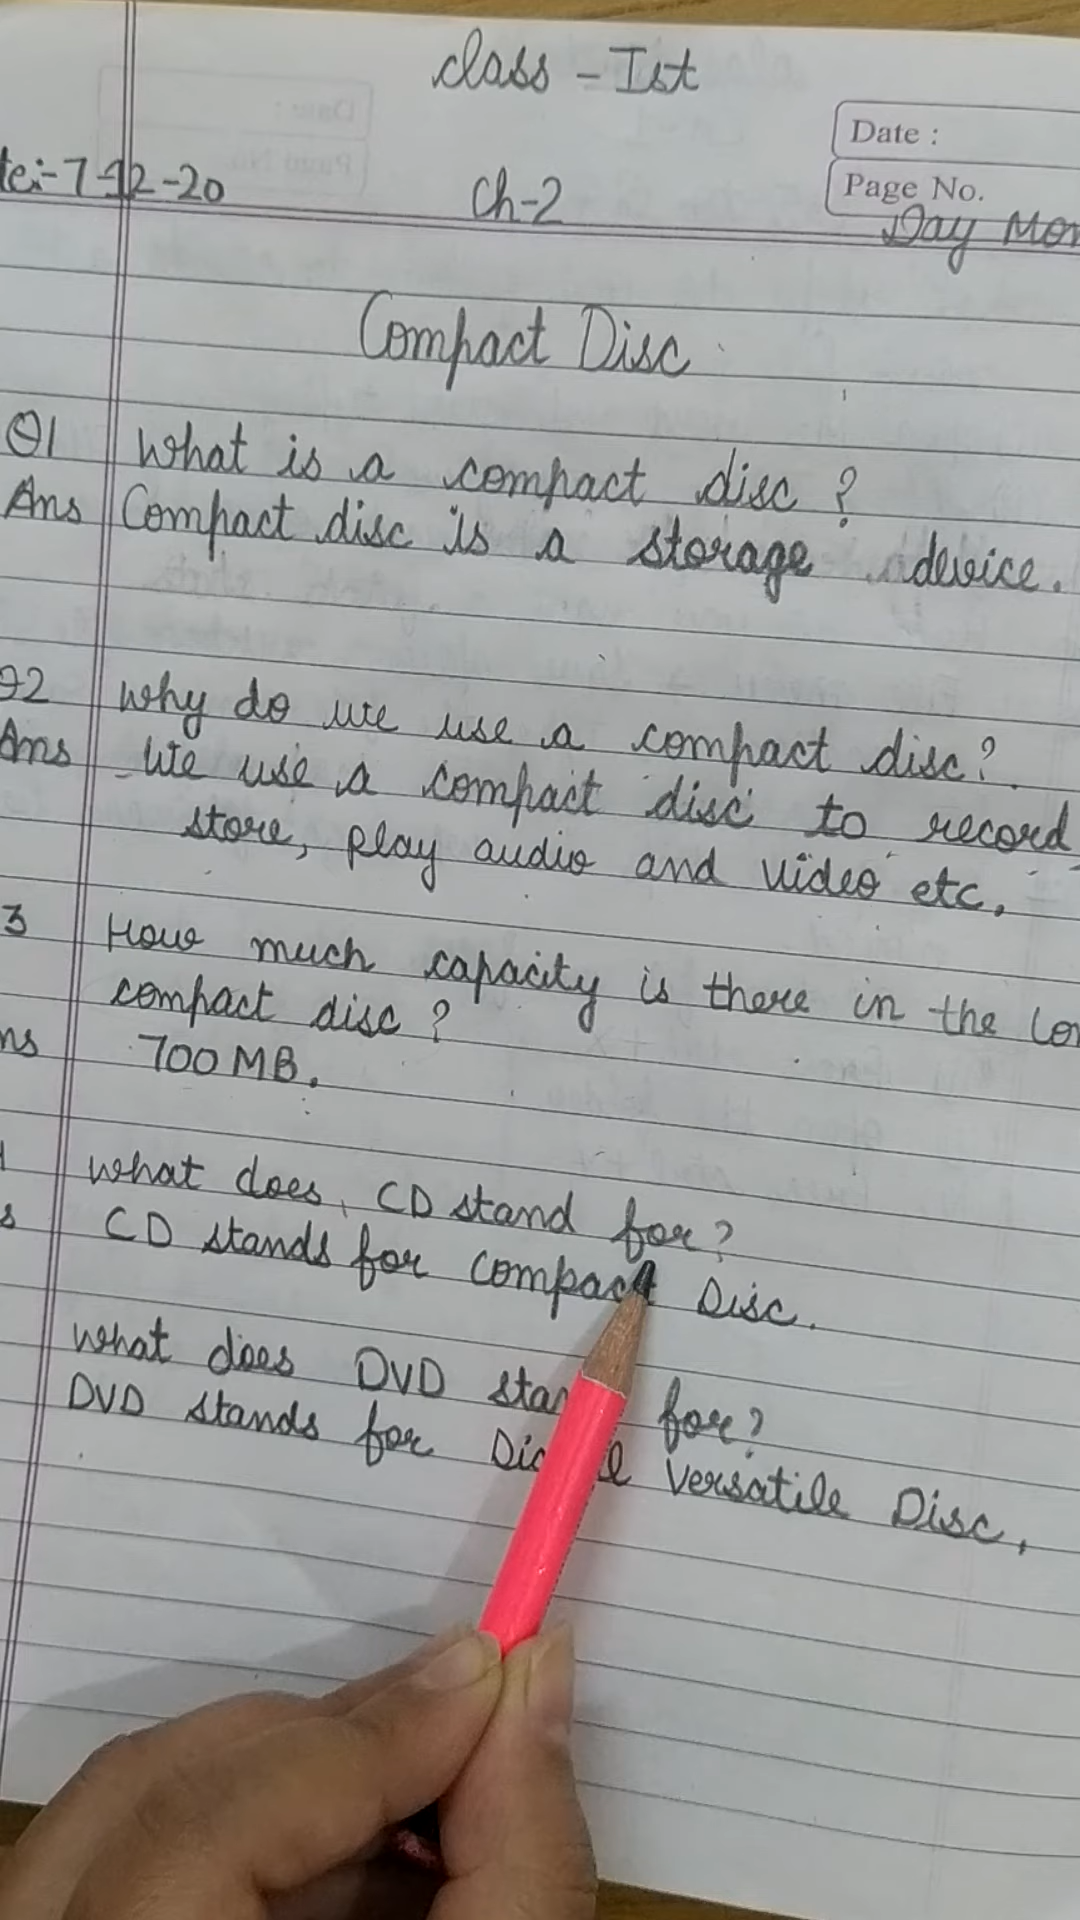 class - Ist
Date :
te:- 7-12-20
Ch-2
Page No.
Day Mon
Compact Disc
Q1 What is a compact disc ?
Ans Compact disc is a storage device.
Q2 Why do we use a compact disc?
Ans We use a compact disc to record,
store, play audio and video etc.
3 How much capacity is there in the
compact disc ?
ns 700 MB.
What does CD stand for?
s CD stands for Compact Disc.
What does DVD for?
DVD stands for Versatile Disc.